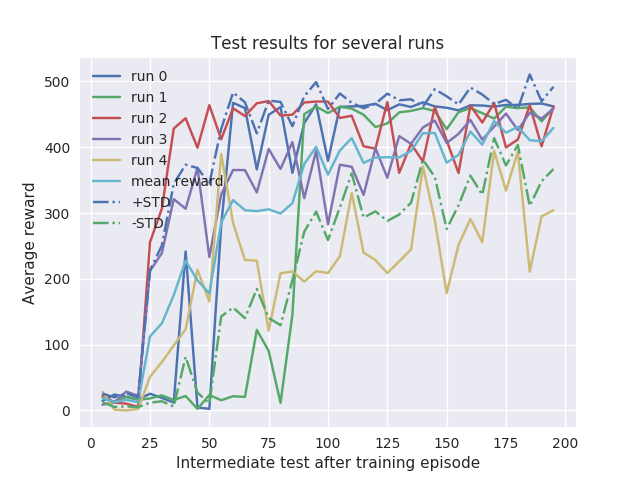 Test results for several runs
500
400
300
200
100
0
Average reward
run 0
run 1
run 2
run 3
run 4
mean reward
+STD
-STD
0 25 50 75 100 125 150 175 200
Intermediate test after training episode